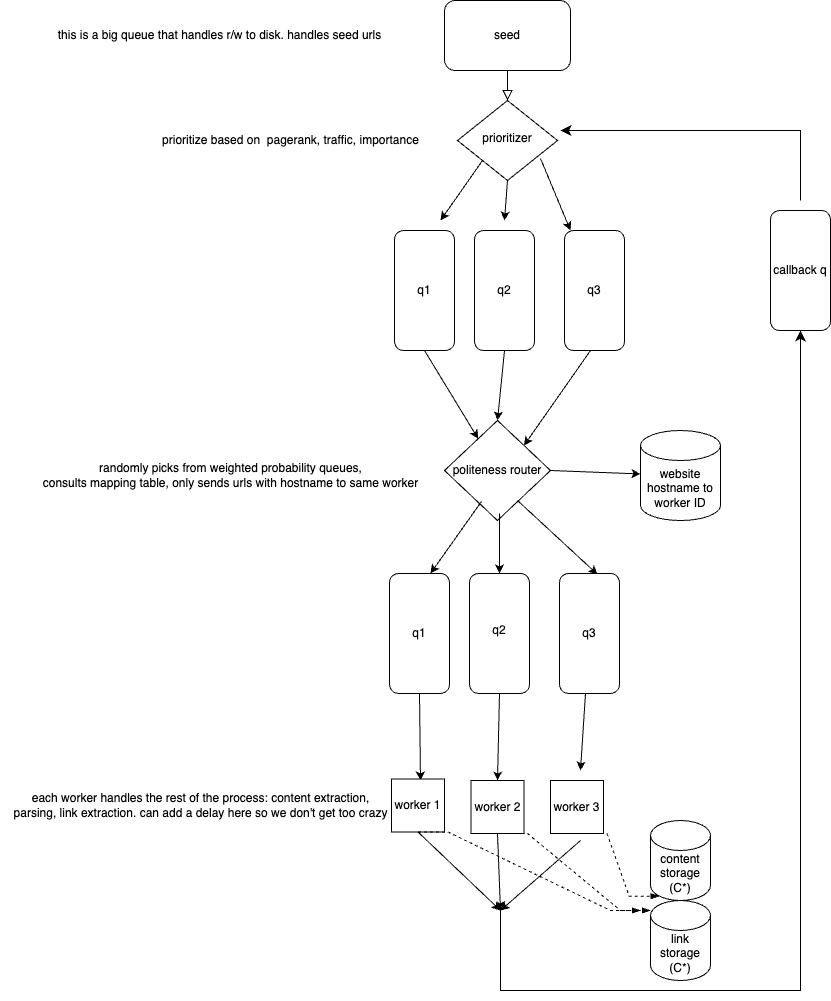 this is a big queue that handles r/w to disk. handles seed urls
seed
prioritize based on  pagerank, traffic, importance
prioritizer
q1
q2
q3
callback q
randomly picks from weighted probability queues,
consults mapping table, only sends urls with hostname to same worker
politeness router
website
hostname to
worker ID
q1
q2
q3
each worker handles the rest of the process: content extraction,
parsing, link extraction. can add a delay here so we don't get too crazy
worker 1
worker 2
worker 3
content
storage
(C*)
link
storage
(C*)